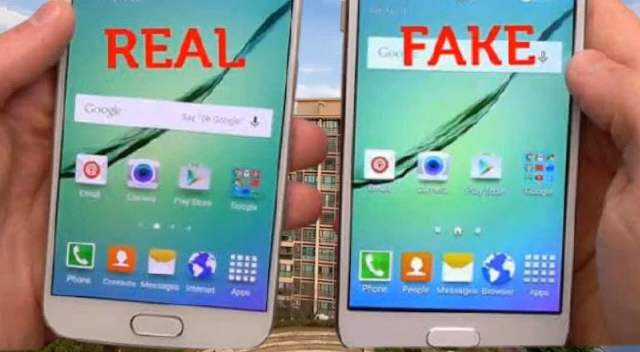 REAL
FAKE
Google
Say "Ok Google"
Goo
Email
Camera
Play Store
Google
Email
Camera
Play Store
Google
Phone
Contacts
Messages
Internet
Apps
Phone
People
Messages
Browser
Apps